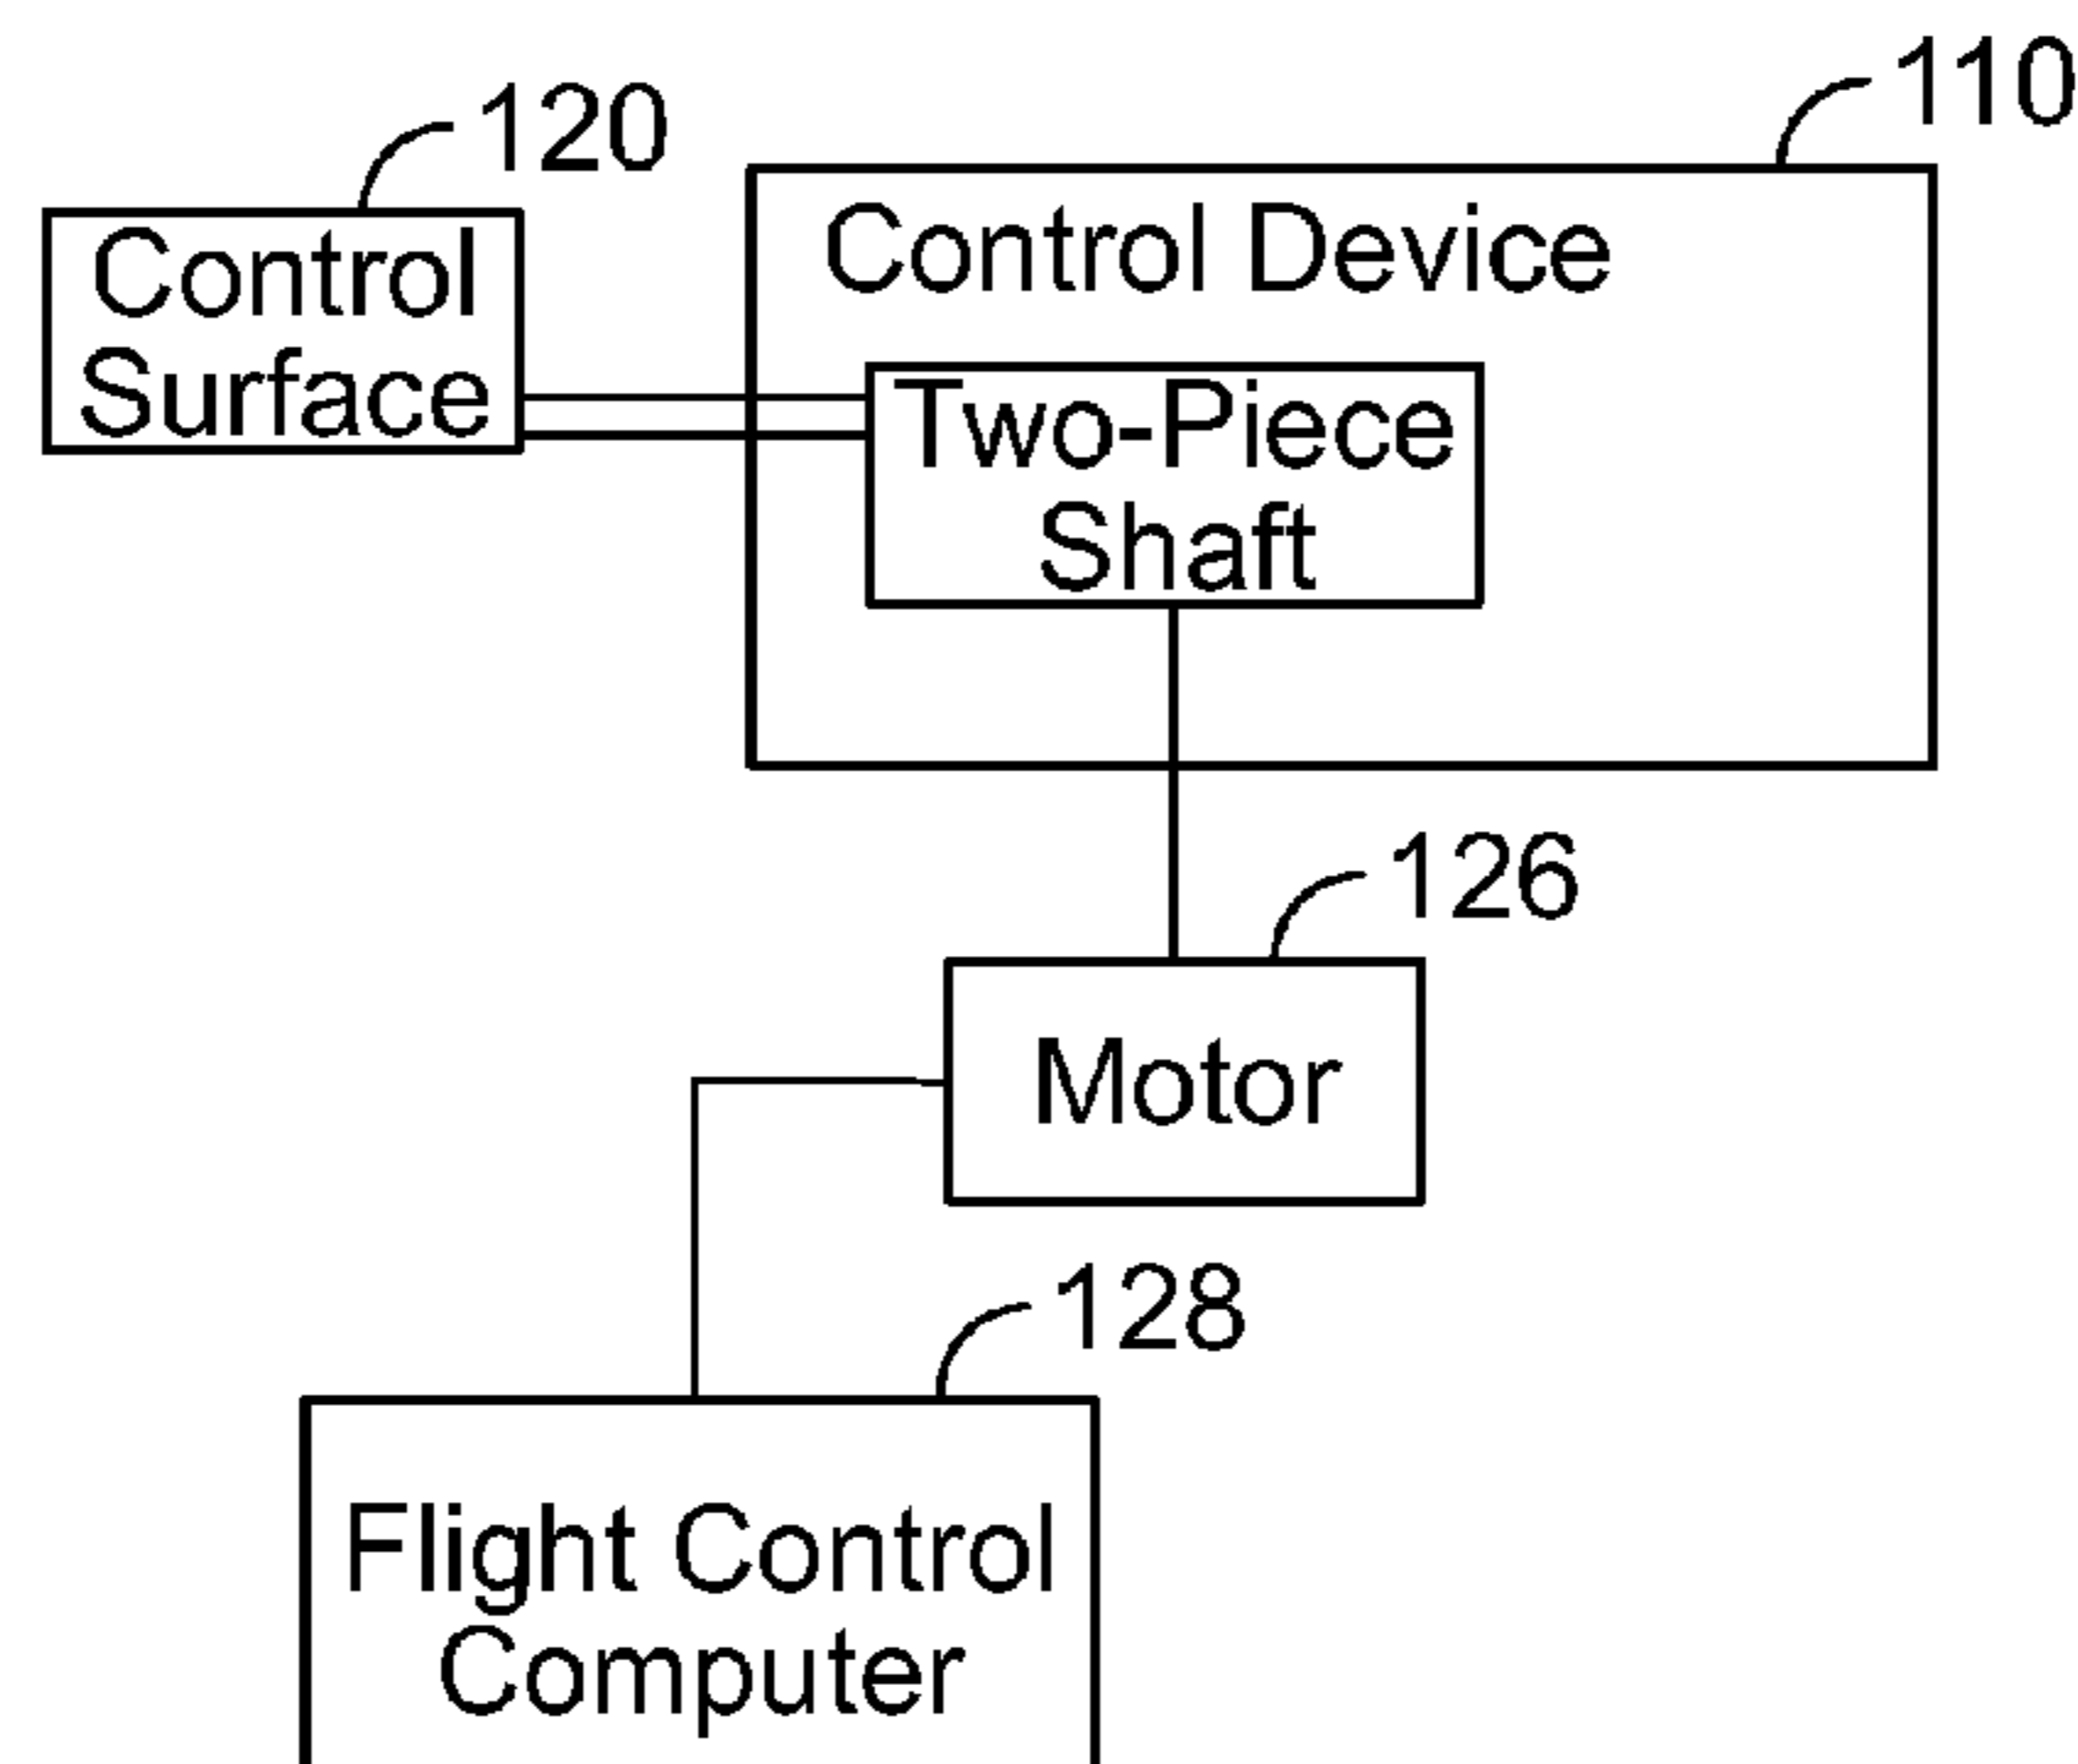 110
120
Control Device
Control
Surface
Two-Piece
Shaft
126
Motor
128
Flight Control
Computer